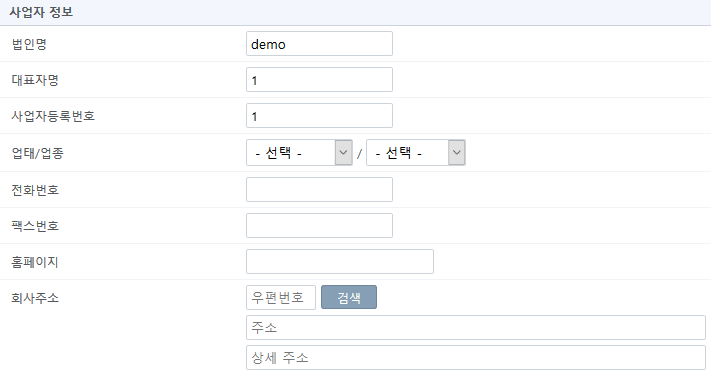 사업자 정보
법인명 demo
대표자명 1
사업자등록번호 1
업태/업종 - 선택 - / - 선택 -
전화번호
팩스번호
홈페이지
회사주소 우편번호 검색
주소
상세 주소